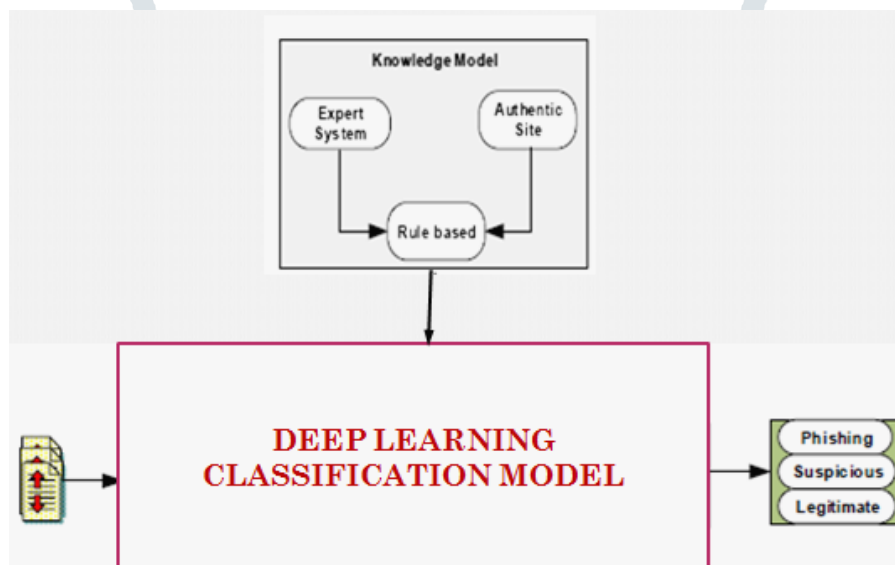 Knowledge Model
Expert
System
Authentic
Site
Rule based
DEEP LEARNING
CLASSIFICATION MODEL
Phishing
Suspicious
Legitimate